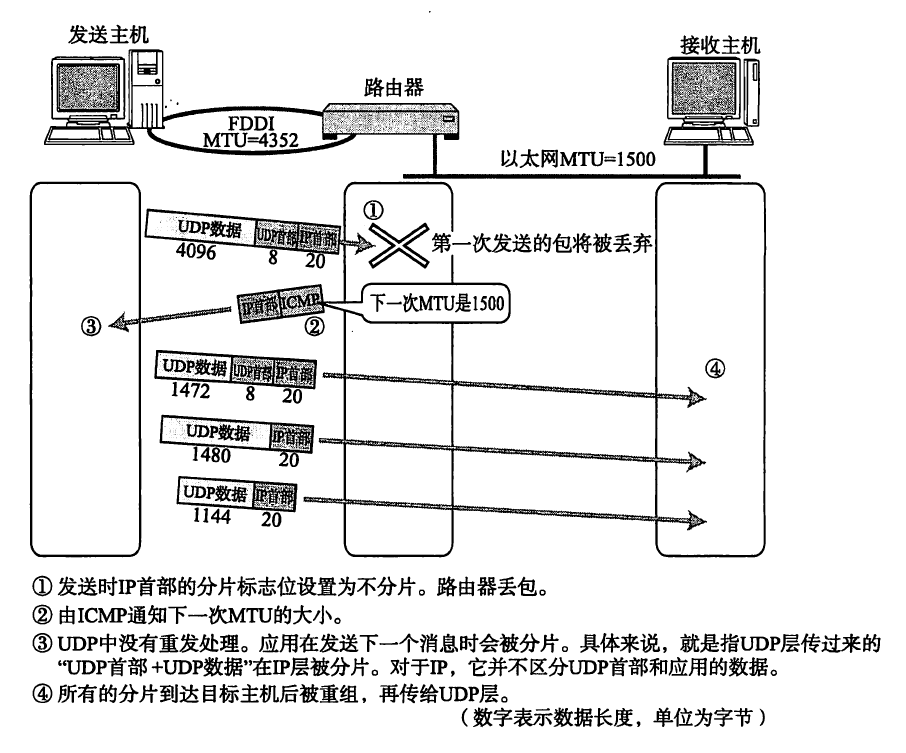 发送主机
接收主机
路由器
FDDI
MTU=4352
以太网MTU=1500
①
UDP数据 UDP首部 IP首部
4096 8 20
第一次发送的包将被丢弃
IP首部 ICMP
下一次MTU是1500
②
③
UDP数据 UDP首部 IP首部
1472 8 20
④
UDP数据 IP首部
1480 20
UDP数据 IP首部
1144 20
① 发送时IP首部的分片标志位设置为不分片。路由器丢包。
② 由ICMP通知下一次MTU的大小。
③ UDP中没有重发处理。应用在发送下一个消息时会被分片。具体来说，就是指UDP层传过来的
“UDP首部+UDP数据”在IP层被分片。对于IP，它并不区分UDP首部和应用的数据。
④ 所有的分片到达目标主机后被重组，再传给UDP层。
（数字表示数据长度，单位为字节）